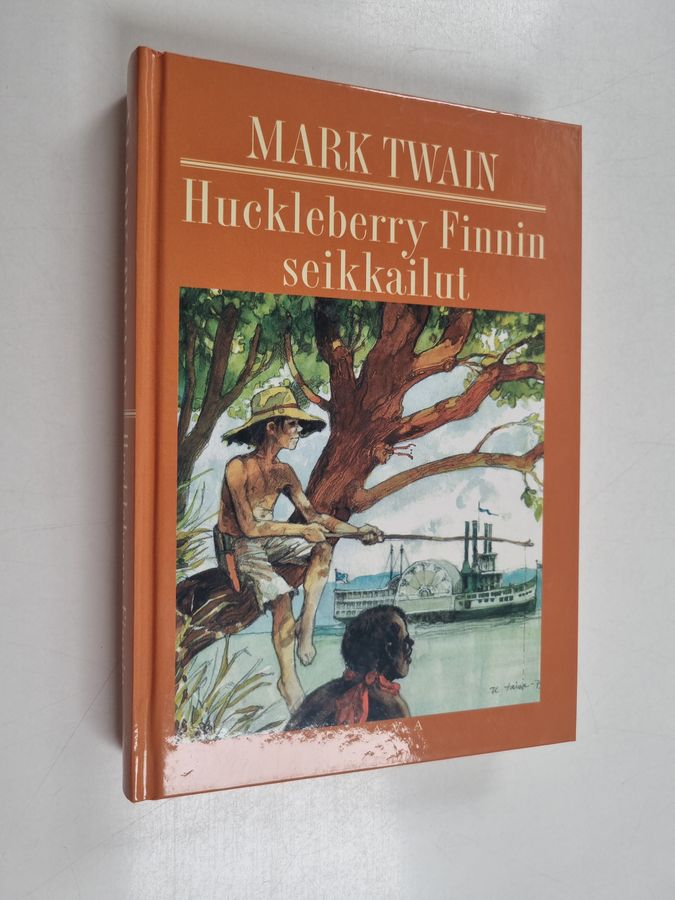 MARK TWAIN
Huckleberry Finnin
seikkailut